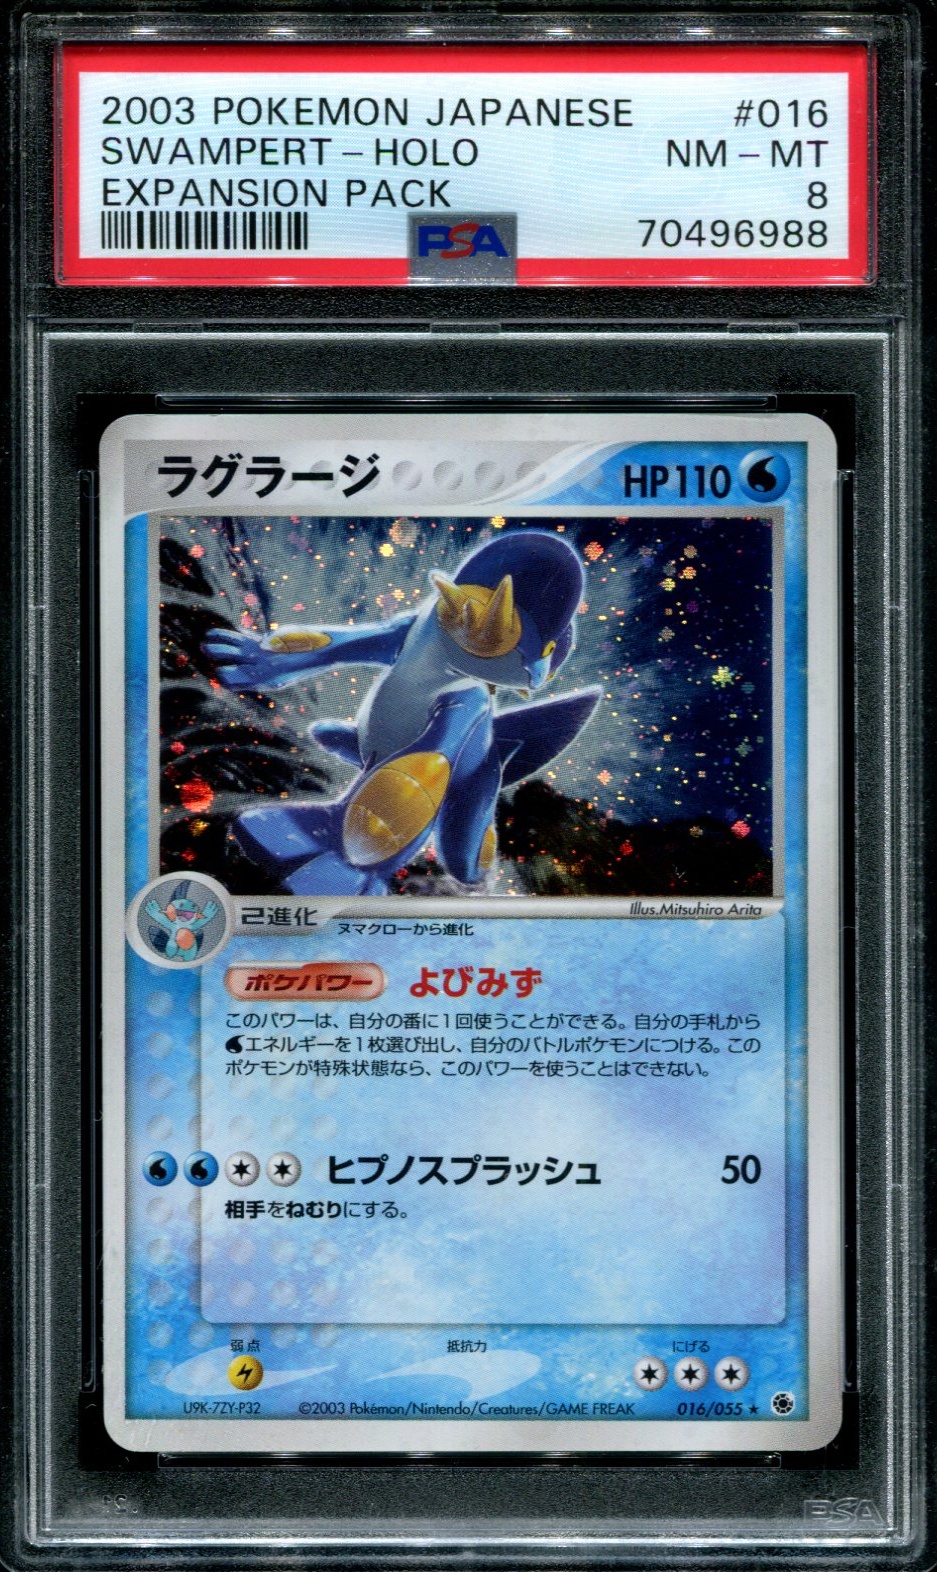 2003 POKEMON JAPANESE #016
SWAMPERT - HOLO NM - MT
EXPANSION PACK 8
PSA 70496988
ラグラージ HP110
Illus.Mitsuhiro Arita
2進化 ヌマクローから進化
ポケパワー よびみず
このパワーは、自分の番に1回使うことができる。自分の手札から
エネルギーを1枚選び出し、自分のバトルポケモンにつける。この
ポケモンが特殊状態なら、このパワーを使うことはできない。
ヒプノスプラッシュ 50
相手をねむりにする。
弱点 抵抗力 にげる
U9K-7ZY-P32 ©2003 Pokémon/Nintendo/Creatures/GAME FREAK 016/055 ★
PSA